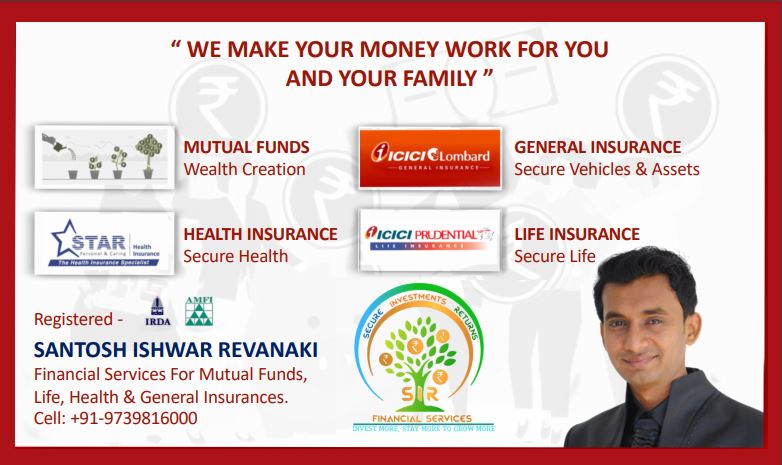 “ WE MAKE YOUR MONEY WORK FOR YOU
AND YOUR FAMILY ”
MUTUAL FUNDS
Wealth Creation
ICICI Lombard
GENERAL INSURANCE
GENERAL INSURANCE
Secure Vehicles & Assets
STAR
Health
Insurance
Personal & Caring
The Health Insurance Specialist
HEALTH INSURANCE
Secure Health
ICICI PRUDENTIAL
LIFE INSURANCE
LIFE INSURANCE
Secure Life
Registered -
IRDA
AMFI
SANTOSH ISHWAR REVANAKI
Financial Services For Mutual Funds,
Life, Health & General Insurances.
Cell: +91-9739816000
SECURE INVESTMENTS RETURNS
SIR
FINANCIAL SERVICES
INVEST MORE, STAY MORE TO GROW MORE